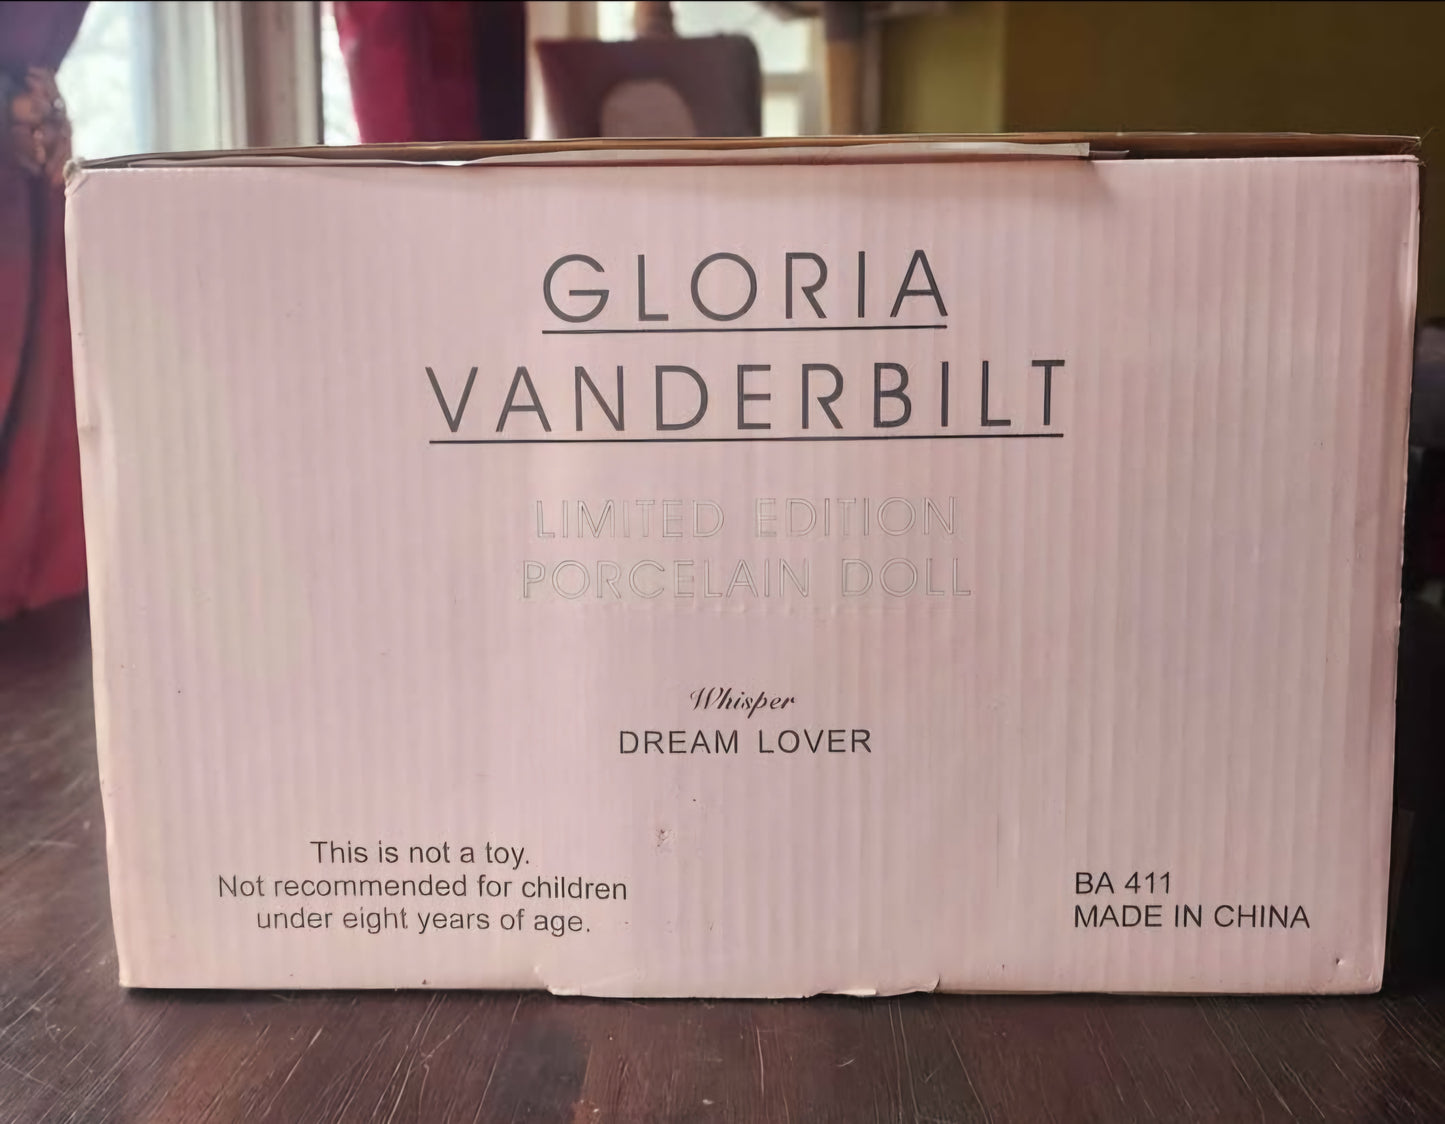 GLORIA
VANDERBILT
LIMITED EDITION
PORCELAIN DOLL
Whisper
DREAM LOVER
This is not a toy.
Not recommended for children
under eight years of age.
BA 411
MADE IN CHINA